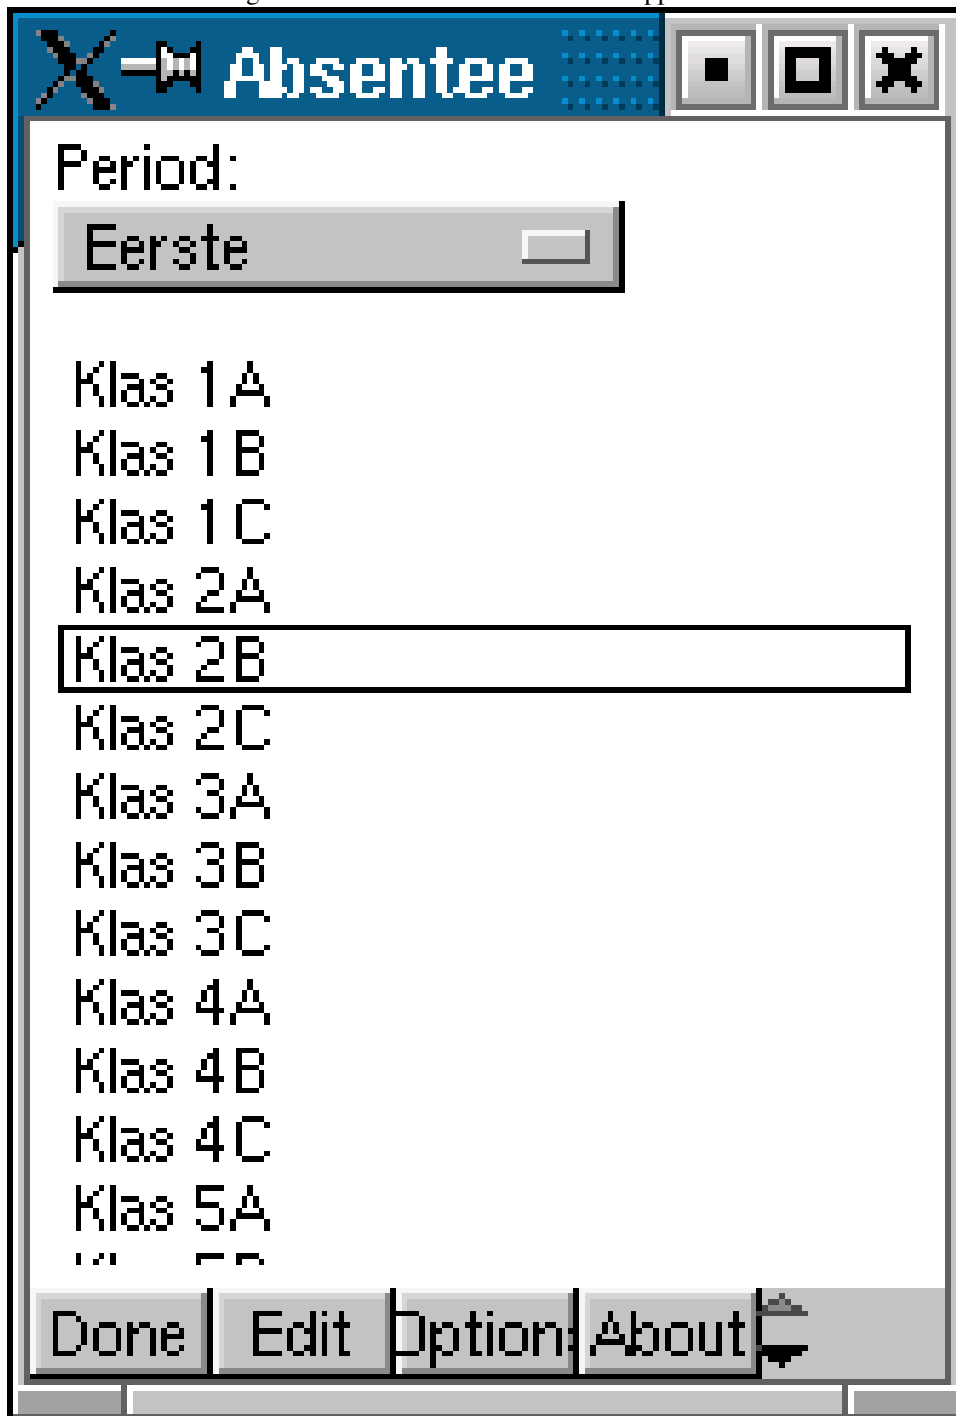 Absentee
Period:
Eerste
Klas 1A
Klas 1B
Klas 1C
Klas 2A
Klas 2B
Klas 2C
Klas 3A
Klas 3B
Klas 3C
Klas 4A
Klas 4B
Klas 4C
Klas 5A
Done Edit Options About